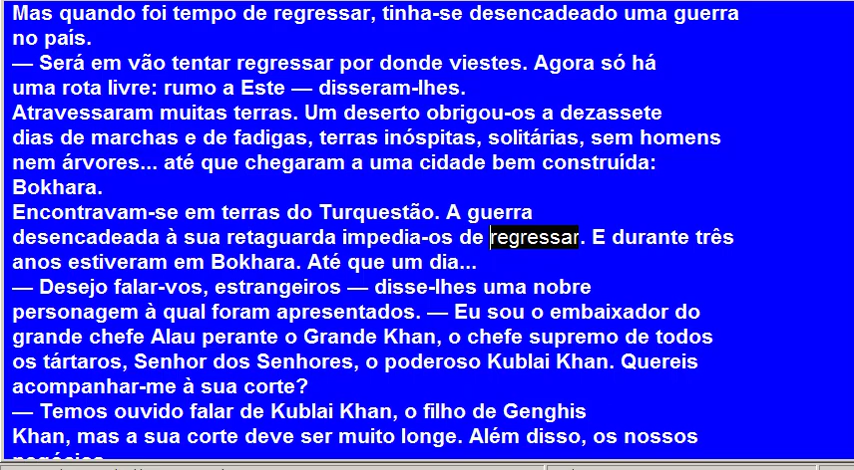 Mas quando foi tempo de regressar, tinha-se desencadeado uma guerra
no país.
— Será em vão tentar regressar por donde viestes. Agora só há
uma rota livre: rumo a Este — disseram-lhes.
Atravessaram muitas terras. Um deserto obrigou-os a dezassete
dias de marchas e de fadigas, terras inóspitas, solitárias, sem homens
nem árvores... até que chegaram a uma cidade bem construída:
Bokhara.
Encontravam-se em terras do Turquestão. A guerra
desencadeada à sua retaguarda impedia-os de regressar. E durante três
anos estiveram em Bokhara. Até que um dia...
— Desejo falar-vos, estrangeiros — disse-lhes uma nobre
personagem à qual foram apresentados. — Eu sou o embaixador do
grande chefe Alau perante o Grande Khan, o chefe supremo de todos
os tártaros, Senhor dos Senhores, o poderoso Kublai Khan. Quereis
acompanhar-me à sua corte?
— Temos ouvido falar de Kublai Khan, o filho de Genghis
Khan, mas a sua corte deve ser muito longe. Além disso, os nossos